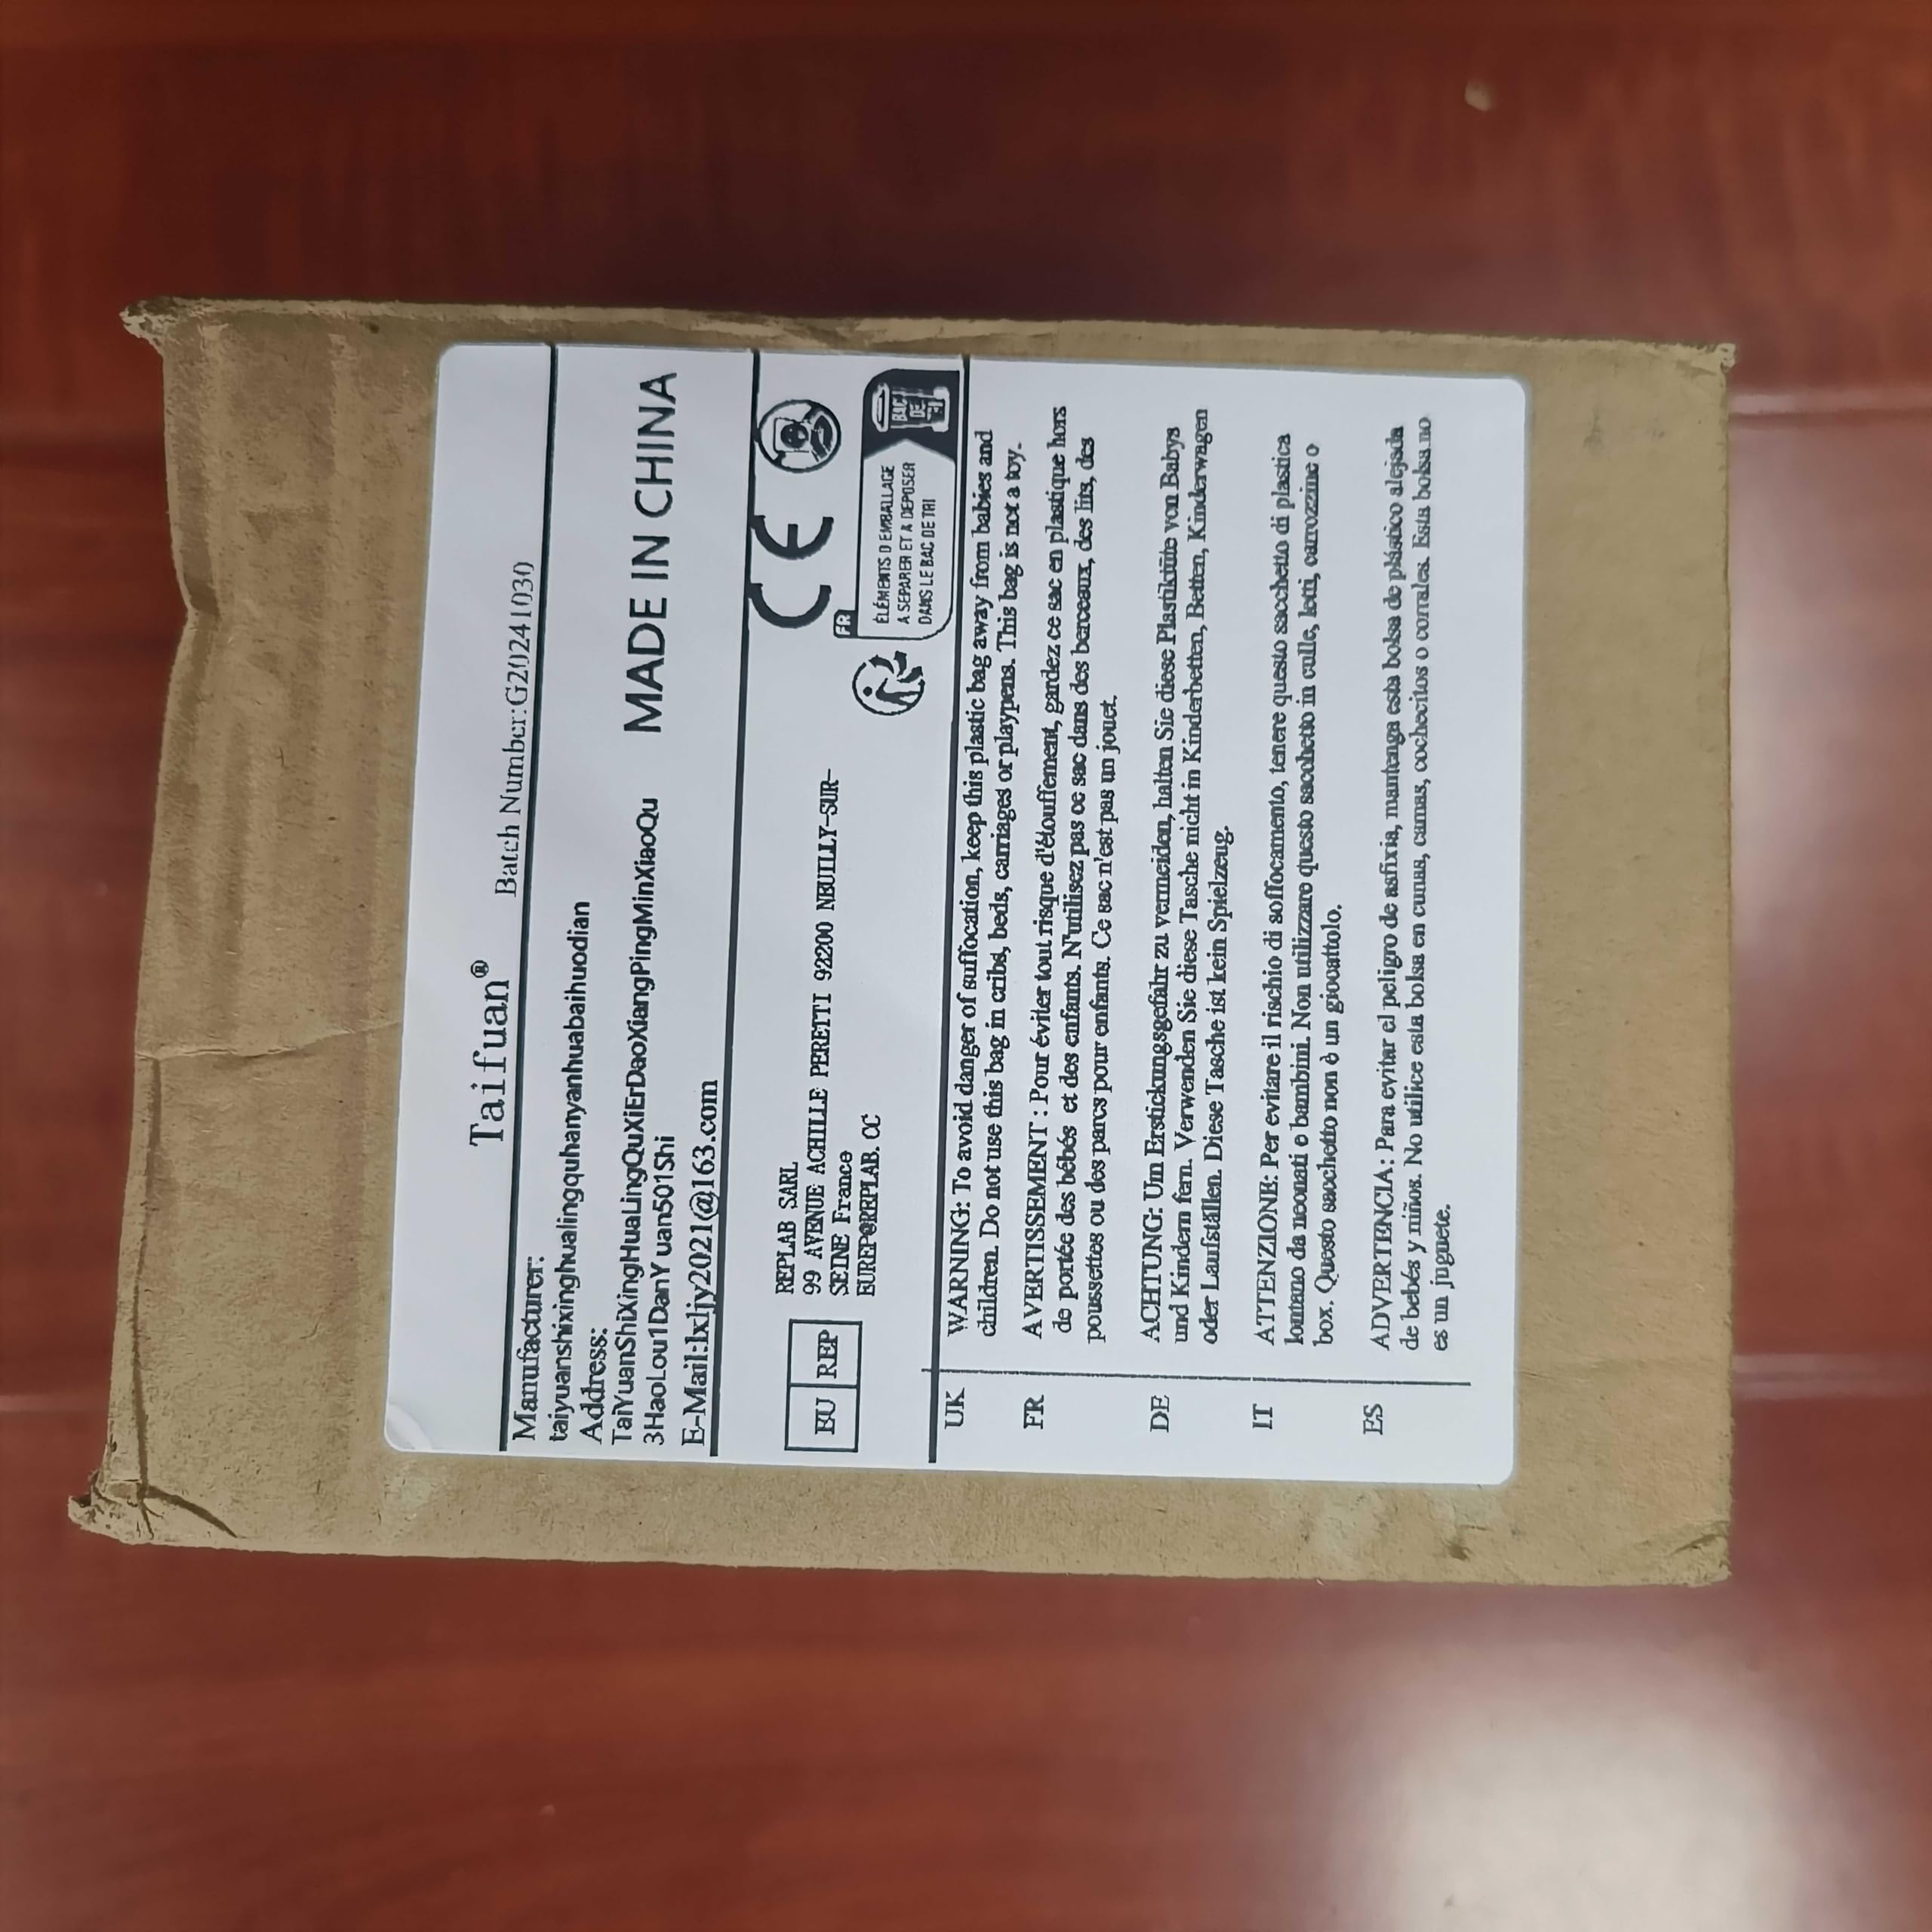 Taifuan®
Batch Number:G20241030
Manufacturer:
taiyuanshixinghualingquhanyanhuabaihuodian
Address:
TaiYuanShiXingHuaLingQuXiErDaoXiangPingMinXiaoQu
3HaoLou1DanYuan501Shi
MADE IN CHINA
E-Mail:lxljy2021@163.com
EU REP
REPLAB SARL
99 AVENUE ACHILLE PERETTI 92200 NEUILLY-SUR-
SEINE France
EUREP@REPLAB.CC
CE
FR
ÉLÉMENTS D'EMBALLAGE
A SÉPARER ET A DÉPOSER
DANS LE BAC DE TRI
BAC
DE
TRI
UK WARNING: To avoid danger of suffocation, keep this plastic bag away from babies and
children. Do not use this bag in cribs, beds, carriages or playpens. This bag is not a toy.
FR AVERTISSEMENT : Pour éviter tout risque d'étouffement, gardez ce sac en plastique hors
de portée des bébés et des enfants. N'utilisez pas ce sac dans des berceaux, des lits, des
poussettes ou des parcs pour enfants. Ce sac n'est pas un jouet.
DE ACHTUNG: Um Erstickungsgefahr zu vermeiden, halten Sie diese Plastiktüte von Babys
und Kindern fern. Verwenden Sie diese Tasche nicht in Kinderbetten, Betten, Kinderwagen
oder Laufställen. Diese Tasche ist kein Spielzeug.
IT ATTENZIONE: Per evitare il rischio di soffocamento, tenere questo sacchetto di plastica
lontano da neonati e bambini. Non utilizzare questo sacchetto in culle, letti, carrozzine o
box. Questo sacchetto non è un giocattolo.
ES ADVERTENCIA: Para evitar el peligro de asfixia, mantenga esta bolsa de plástico alejada
de bebés y niños. No utilice esta bolsa en cunas, camas, cochecitos o corrales. Esta bolsa no
es un juguete.